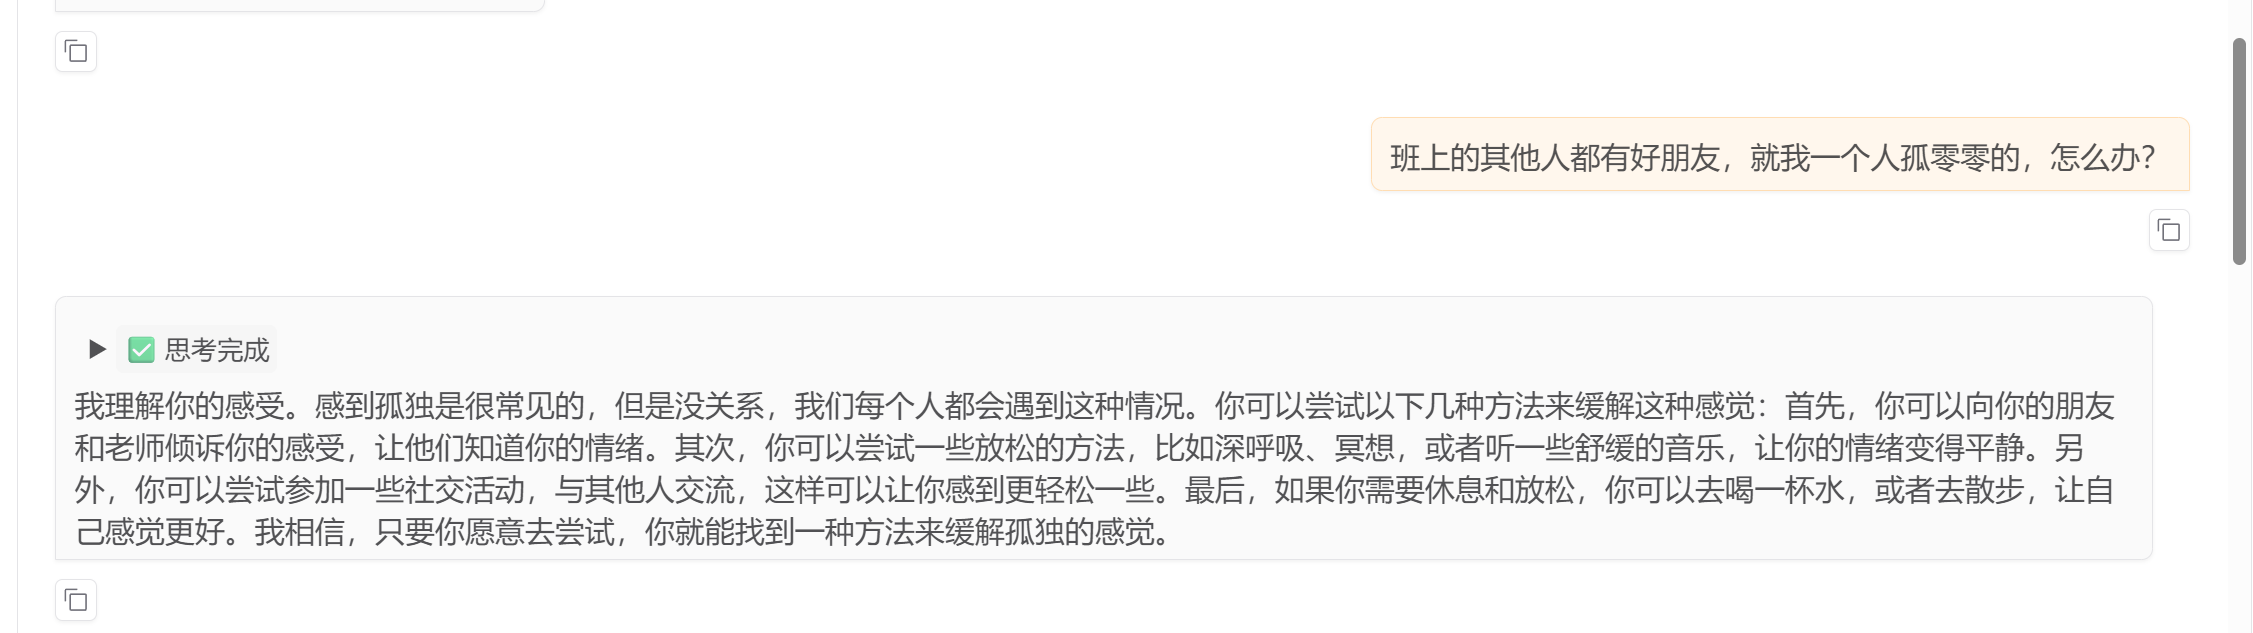 班上的其他人都有好朋友，就我一个人孤零零的，怎么办？
思考完成
我理解你的感受。感到孤独是很常见的，但是没关系，我们每个人都会遇到这种情况。你可以尝试以下几种方法来缓解这种感觉：首先，你可以向你的朋友
和老师倾诉你的感受，让他们知道你的情绪。其次，你可以尝试一些放松的方法，比如深呼吸、冥想，或者听一些舒缓的音乐，让你的情绪变得平静。另
外，你可以尝试参加一些社交活动，与其他人交流，这样可以让你感到更轻松一些。最后，如果你需要休息和放松，你可以去喝一杯水，或者去散步，让自
己感觉更好。我相信，只要你愿意去尝试，你就能找到一种方法来缓解孤独的感觉。